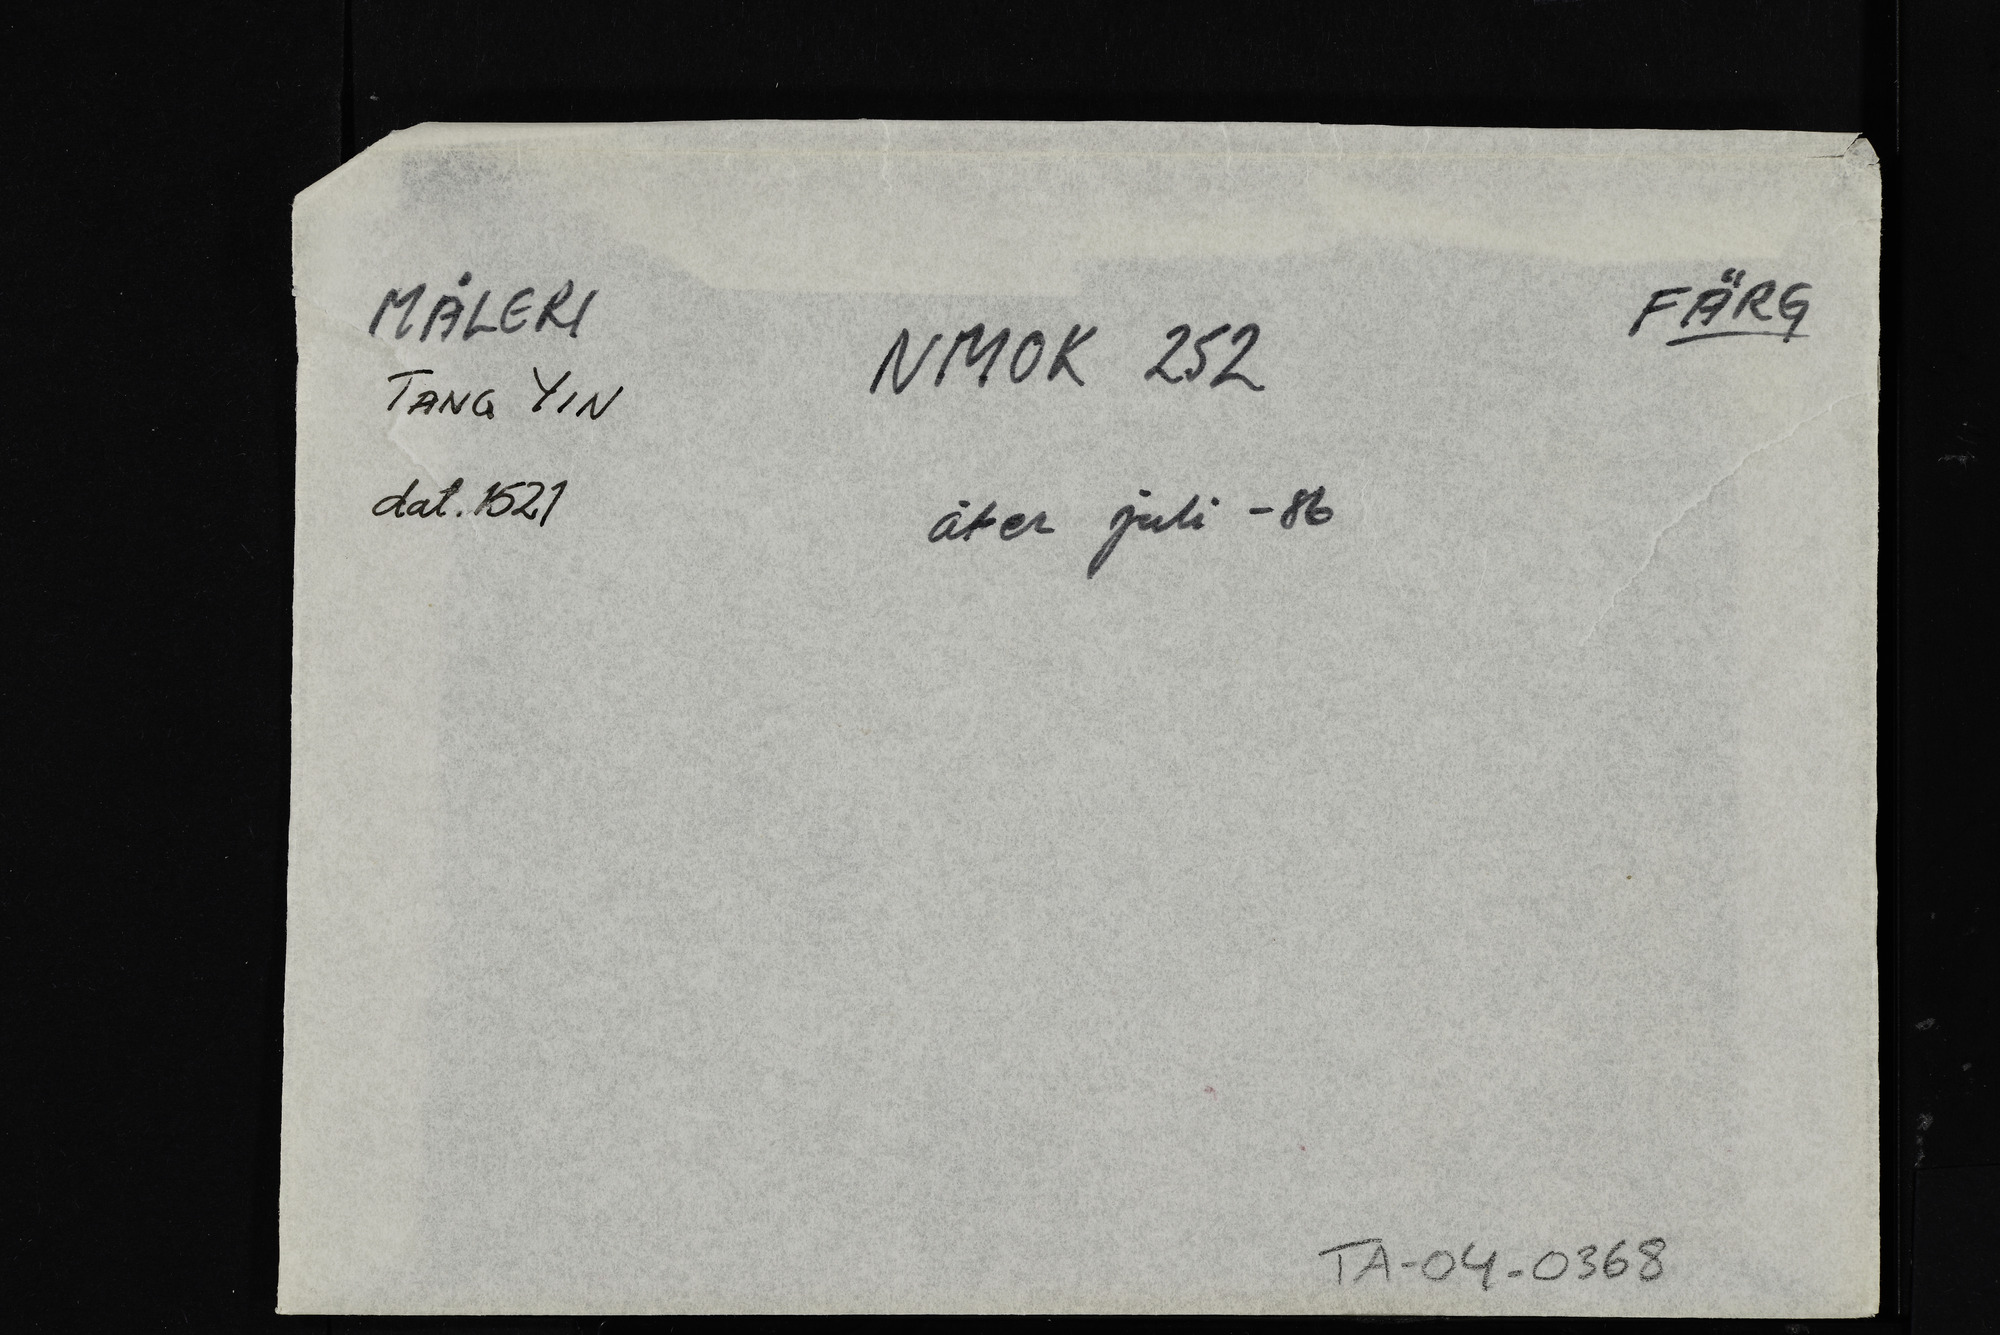 MÅLERI
TANG YIN
dat. 1521
NMOK 252
åter juli -86
FÄRG
TA-04-0368